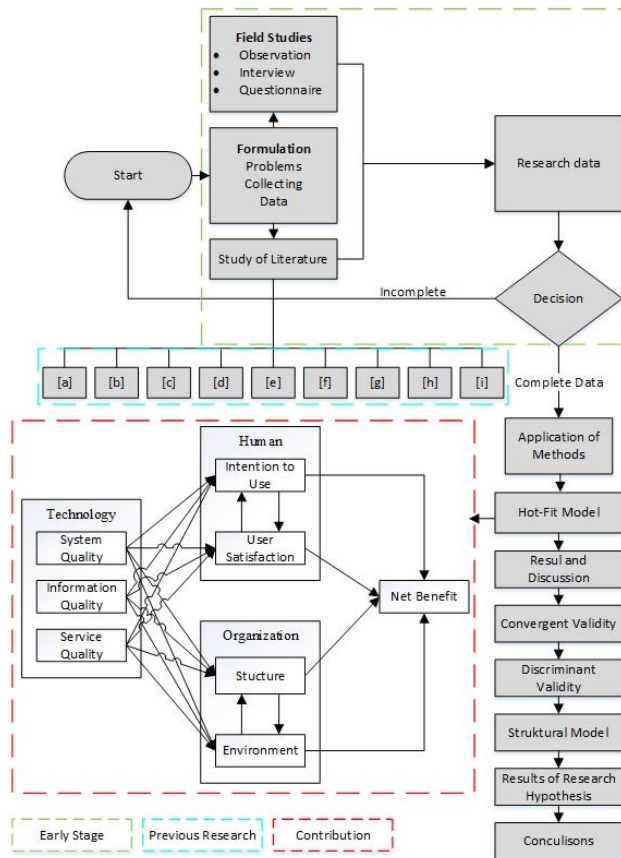 Field Studies
• Observation
• Interview
• Questionnaire
Start
Formulation
Problems
Collecting
Data
Research data
Study of Literature
Incomplete
Decision
[a]
[b]
[c]
[d]
[e]
[f]
[g]
[h]
[i]
Complete Data
Application of
Methods
Hot-Fit Model
Resul and
Discussion
Convergent Validity
Discriminant
Validity
Struktural Model
Results of Research
Hypothesis
Conculisons
Human
Intention to
Use
User
Satisfaction
Technology
System
Quality
Information
Quality
Service
Quality
Net Benefit
Organization
Stucture
Environment
Early Stage
Previous Research
Contribution